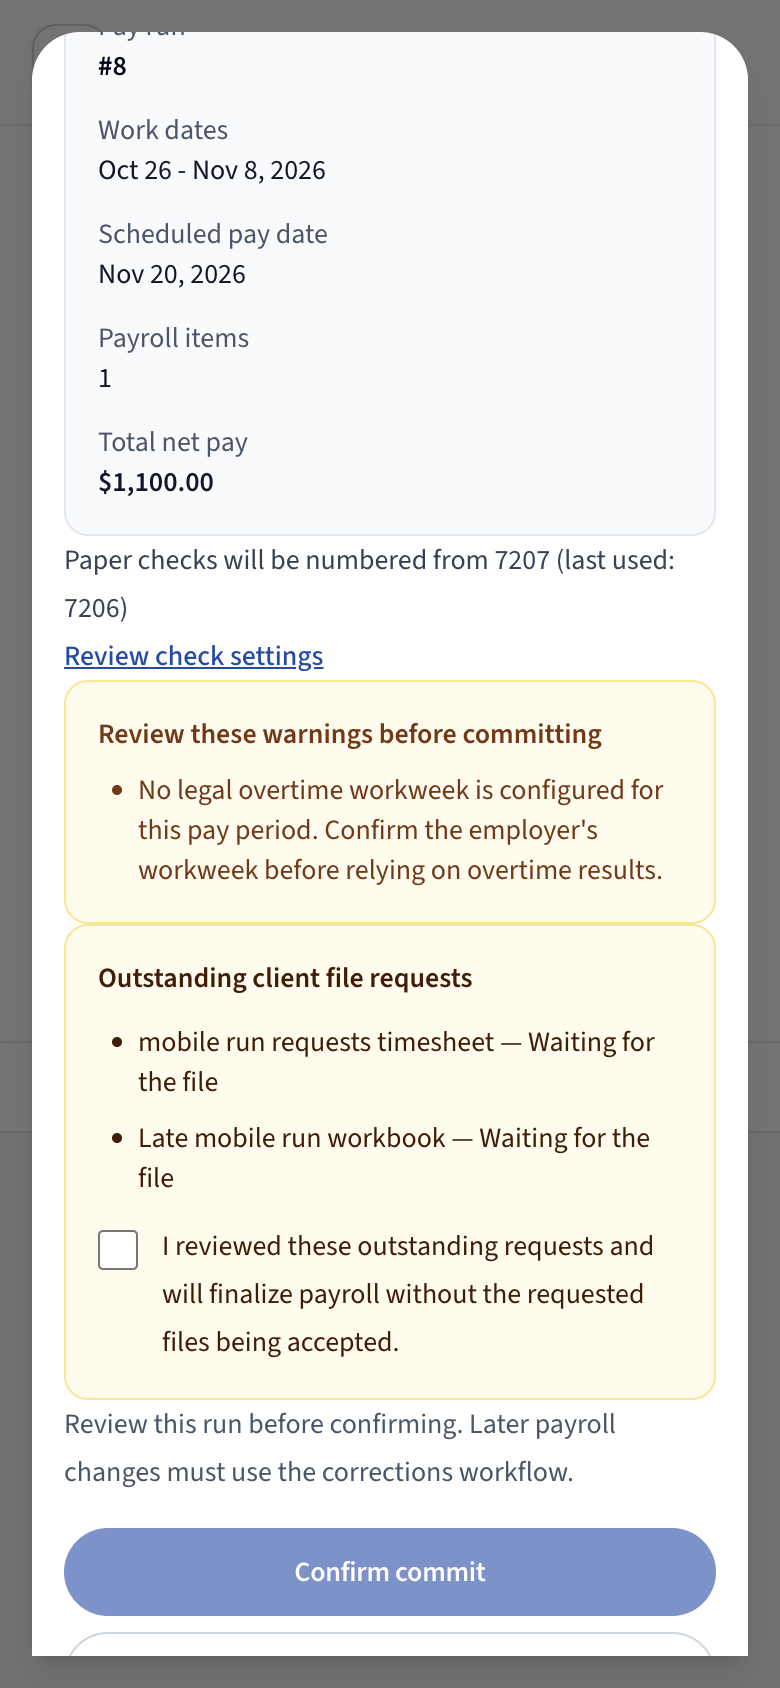 Pay run
#8
Work dates
Oct 26 - Nov 8, 2026
Scheduled pay date
Nov 20, 2026
Payroll items
1
Total net pay
$1,100.00
Paper checks will be numbered from 7207 (last used:
7206)
Review check settings
Review these warnings before committing
• No legal overtime workweek is configured for
this pay period. Confirm the employer's
workweek before relying on overtime results.
Outstanding client file requests
• mobile run requests timesheet — Waiting for
the file
• Late mobile run workbook — Waiting for the
file
I reviewed these outstanding requests and
will finalize payroll without the requested
files being accepted.
Review this run before confirming. Later payroll
changes must use the corrections workflow.
Confirm commit